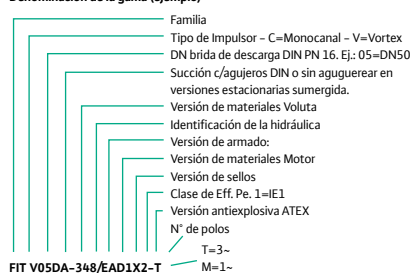 Denominación de la gama (ejemplo)
Familia
Tipo de Impulsor – C=Monocanal – V=Vortex
DN brida de descarga DIN PN 16. Ej.: 05=DN50
Succión c/agujeros DIN o sin aguguerear en
versiones estacionarias sumergida.
Versión de materiales Voluta
Identificación de la hidráulica
Versión de armado:
Versión de materiales Motor
Versión de sellos
Clase de Eff. Pe. 1=IE1
Versión antiexplosiva ATEX
N° de polos
T=3~
FIT V05DA-348/EAD1X2-T
M=1~